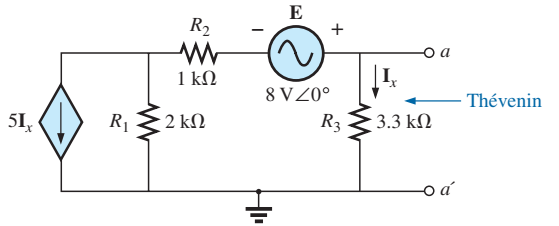 E
R2
− +
a
1 kΩ
8 V∠0°
Ix
5Ix
R1
2 kΩ
R3
3.3 kΩ
Thévenin
a′